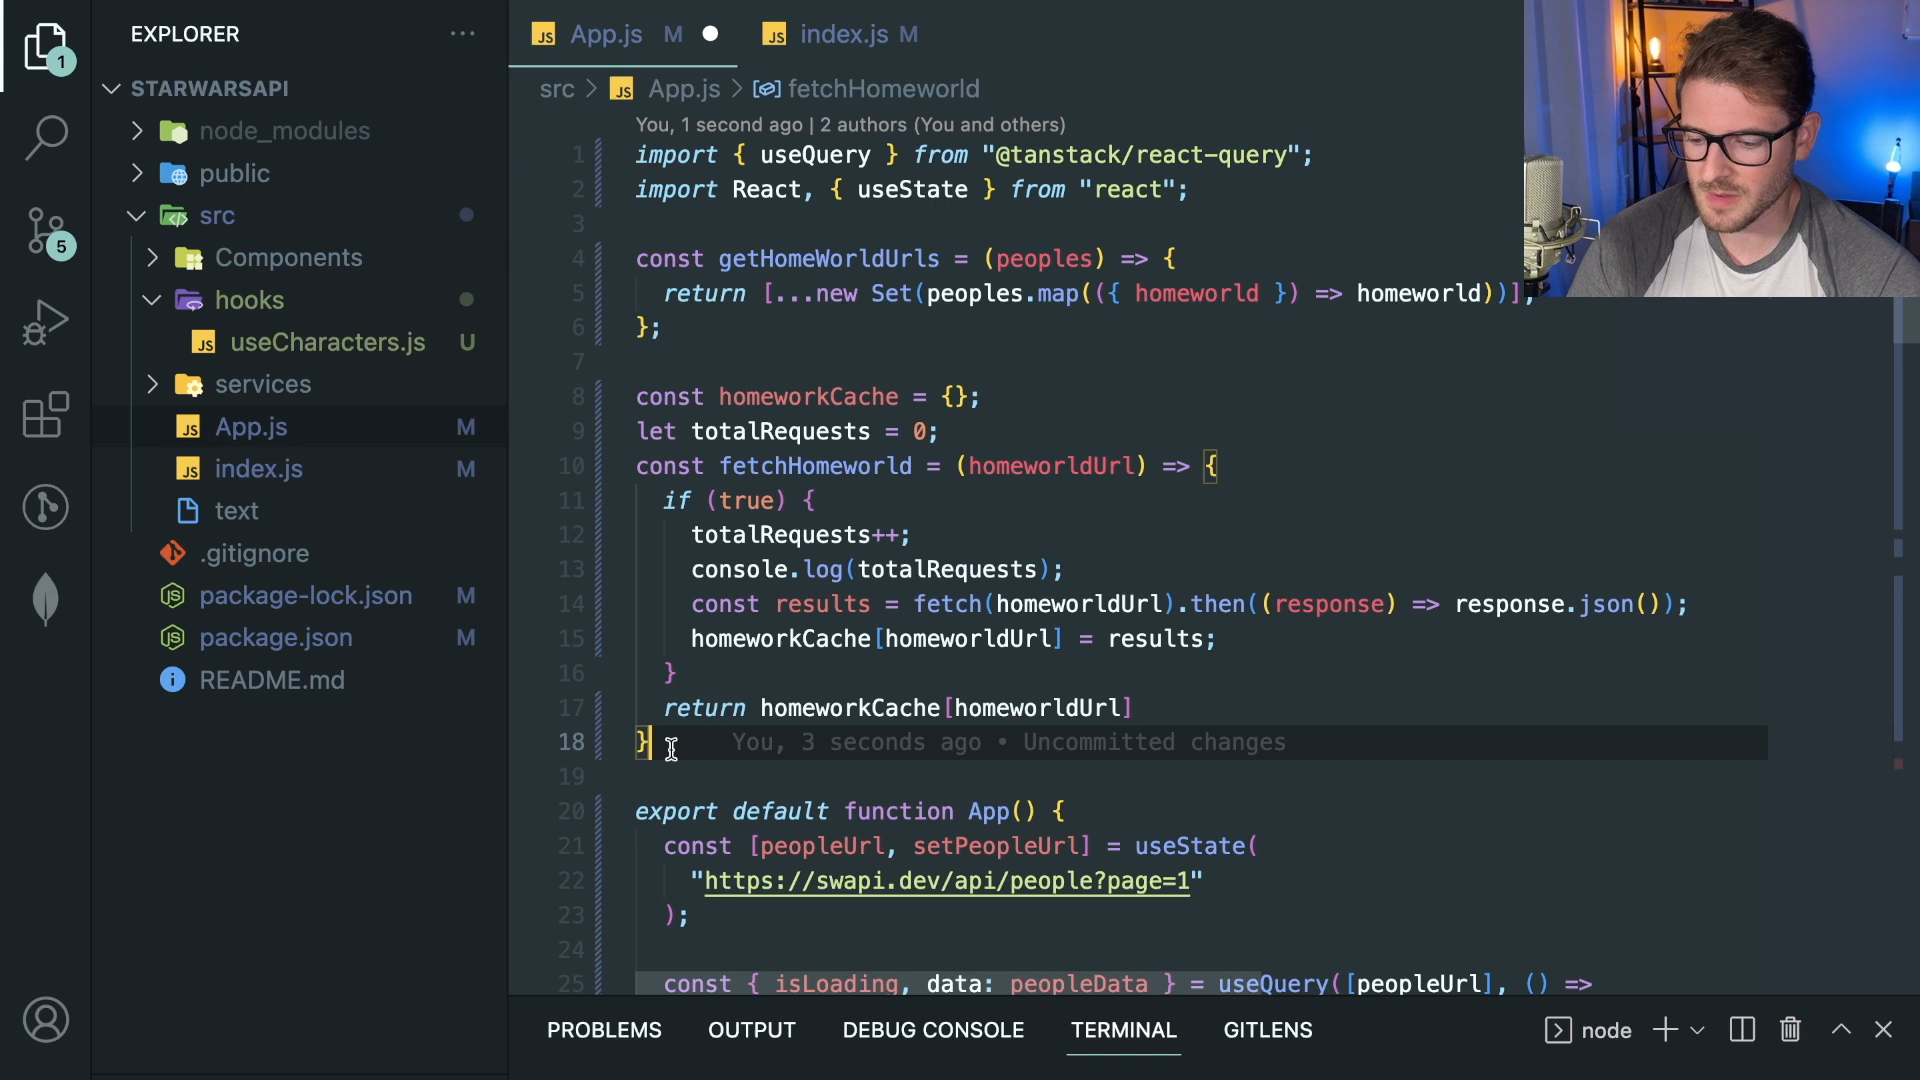 EXPLORER
STARWARSAPI
node_modules
public
src
Components
hooks
useCharacters.js U
services
App.js M
index.js M
text
.gitignore
package-lock.json M
package.json M
README.md
1
5
JS App.js M
JS index.js M
src > JS App.js > fetchHomeworld
You, 1 second ago | 2 authors (You and others)
1 import { useQuery } from "@tanstack/react-query";
2 import React, { useState } from "react";
3
4 const getHomeWorldUrls = (peoples) => {
5 return [...new Set(peoples.map(({ homeworld }) => homeworld))];
6 };
7
8 const homeworkCache = {};
9 let totalRequests = 0;
10 const fetchHomeworld = (homeworldUrl) => {
11 if (true) {
12 totalRequests++;
13 console.log(totalRequests);
14 const results = fetch(homeworldUrl).then((response) => response.json());
15 homeworkCache[homeworldUrl] = results;
16 }
17 return homeworkCache[homeworldUrl]
18 } You, 3 seconds ago • Uncommitted changes
19
20 export default function App() {
21 const [peopleUrl, setPeopleUrl] = useState(
22 "https://swapi.dev/api/people?page=1"
23 );
24
25 const { isLoading, data: peopleData } = useQuery([peopleUrl], () =>
PROBLEMS OUTPUT DEBUG CONSOLE TERMINAL GITLENS node